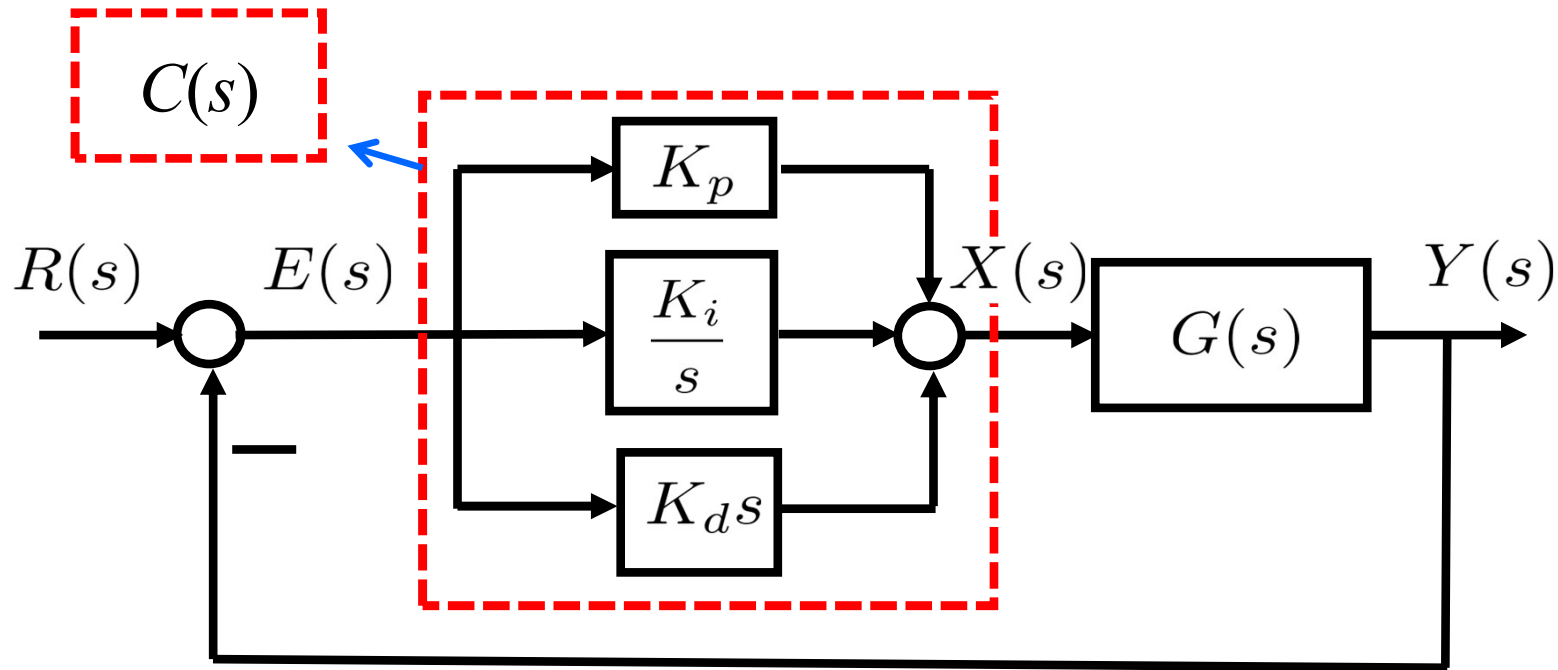 C(s)
K_p
R(s)
E(s)
K_i
s
X(s)
G(s)
Y(s)
—
K_d s